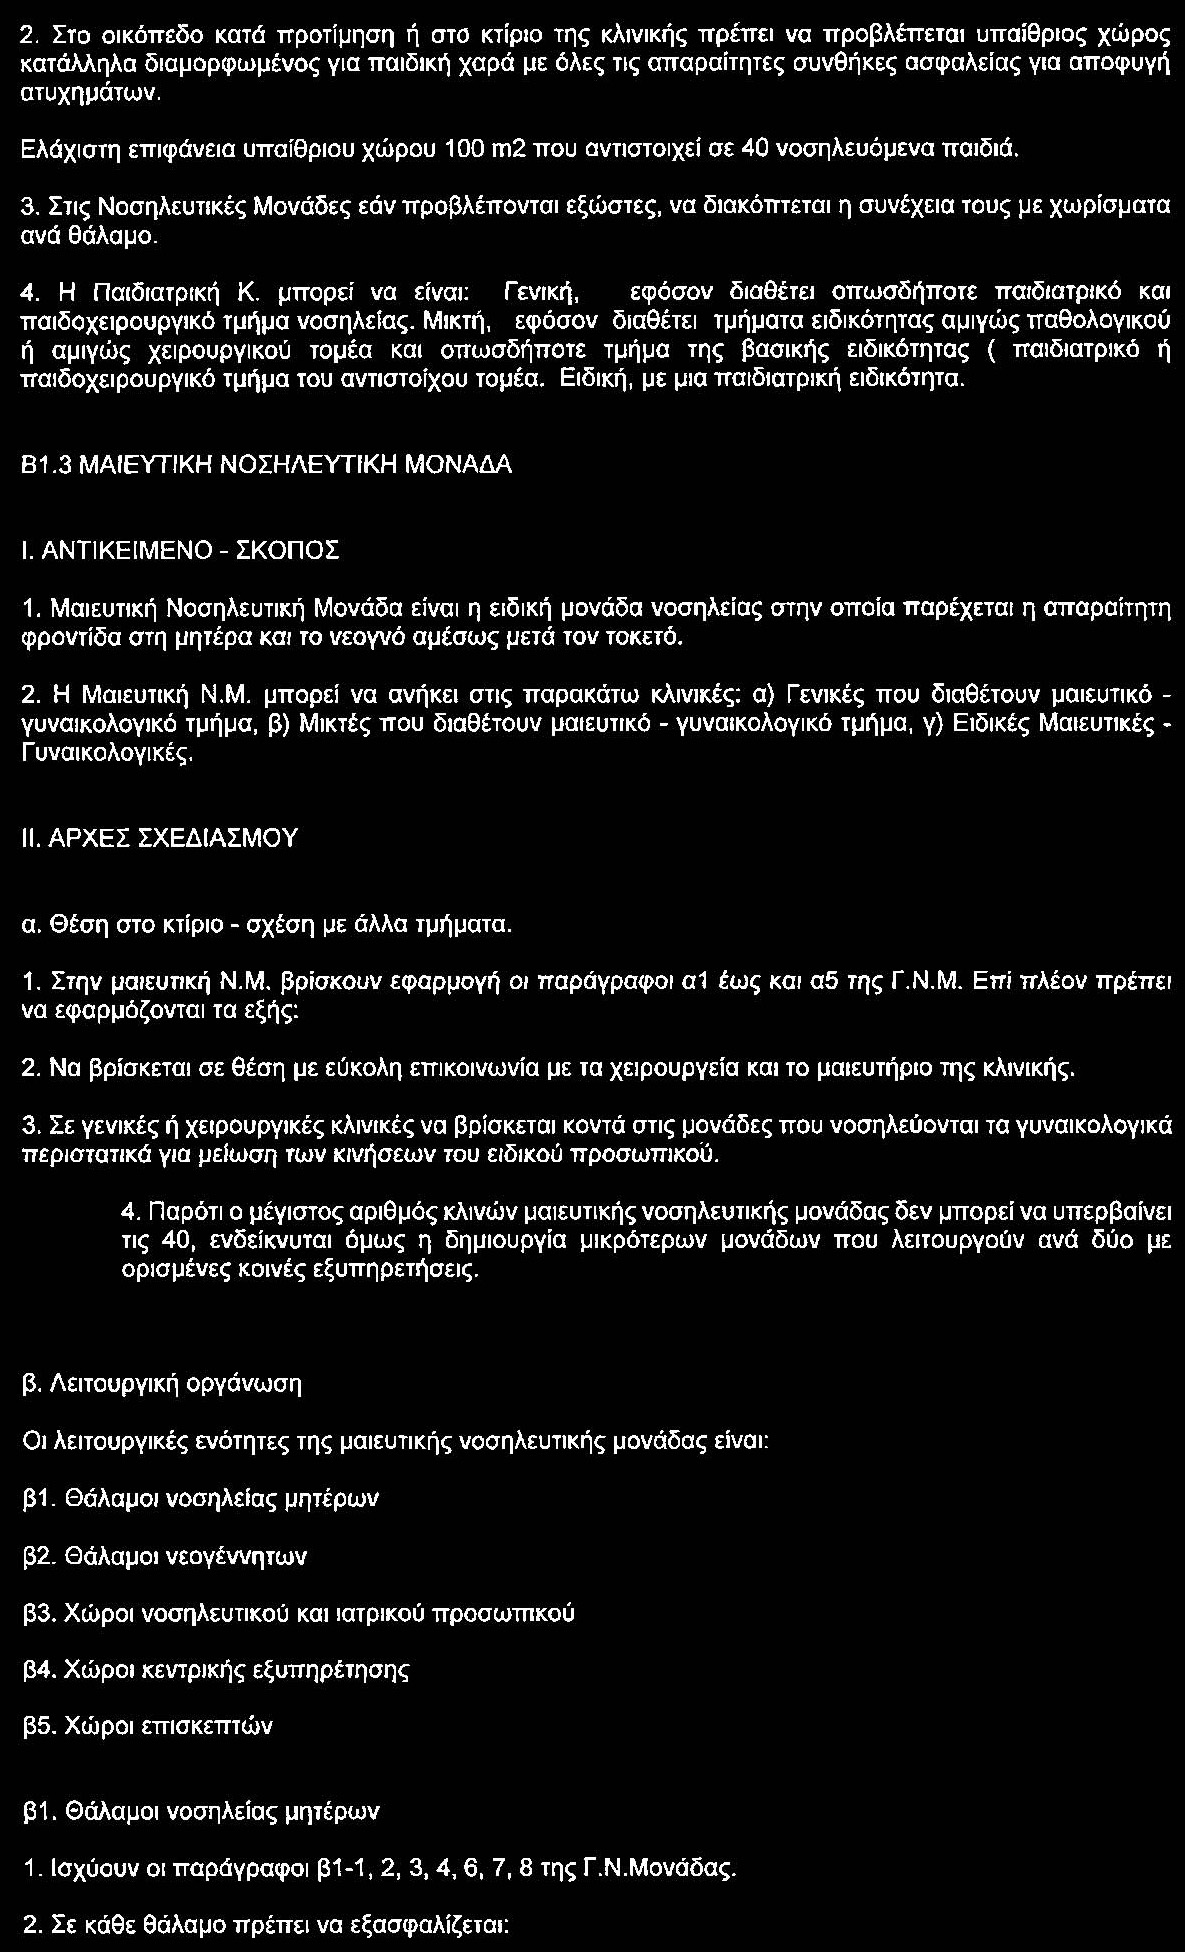 2. Στο οικόπεδο κατά προτίμηση ή στο κτίριο της κλινικής πρέπει να προβλέπεται υπαίθριος χώρος
κατάλληλα διαμορφωμένος για παιδική χαρά με όλες τις απαραίτητες συνθήκες ασφαλείας για αποφυγή
ατυχημάτων.
Ελάχιστη επιφάνεια υπαίθριου χώρου 100 m2 που αντιστοιχεί σε 40 νοσηλευόμενα παιδιά.
3. Στις Νοσηλευτικές Μονάδες εάν προβλέπονται εξώστες, να διακόπτεται η συνέχεια τους με χωρίσματα
ανά θάλαμο.
4. Η Παιδιατρική Κ. μπορεί να είναι: Γενική, εφόσον διαθέτει οπωσδήποτε παιδιατρικό και
παιδοχειρουργικό τμήμα νοσηλείας. Μικτή, εφόσον διαθέτει τμήματα ειδικότητας αμιγώς παθολογικού
ή αμιγώς χειρουργικού τομέα και οπωσδήποτε τμήμα της βασικής ειδικότητας ( παιδιατρικό ή
παιδοχειρουργικό τμήμα του αντιστοίχου τομέα. Ειδική, με μια παιδιατρική ειδικότητα.
Β1.3 ΜΑΙΕΥΤΙΚΗ ΝΟΣΗΛΕΥΤΙΚΗ ΜΟΝΑΔΑ
Ι. ΑΝΤΙΚΕΙΜΕΝΟ - ΣΚΟΠΟΣ
1. Μαιευτική Νοσηλευτική Μονάδα είναι η ειδική μονάδα νοσηλείας στην οποία παρέχεται η απαραίτητη
φροντίδα στη μητέρα και το νεογνό αμέσως μετά τον τοκετό.
2. Η Μαιευτική Ν.Μ. μπορεί να ανήκει στις παρακάτω κλινικές: α) Γενικές που διαθέτουν μαιευτικό -
γυναικολογικό τμήμα, β) Μικτές που διαθέτουν μαιευτικό - γυναικολογικό τμήμα, γ) Ειδικές Μαιευτικές -
Γυναικολογικές.
ΙΙ. ΑΡΧΕΣ ΣΧΕΔΙΑΣΜΟΥ
α. Θέση στο κτίριο - σχέση με άλλα τμήματα.
1. Στην μαιευτική Ν.Μ. βρίσκουν εφαρμογή οι παράγραφοι α1 έως και α5 της Γ.Ν.Μ. Επί πλέον πρέπει
να εφαρμόζονται τα εξής:
2. Να βρίσκεται σε θέση με εύκολη επικοινωνία με τα χειρουργεία και το μαιευτήριο της κλινικής.
3. Σε γενικές ή χειρουργικές κλινικές να βρίσκεται κοντά στις μονάδες που νοσηλεύονται τα γυναικολογικά
περιστατικά για μείωση των κινήσεων του ειδικού προσωπικού.
4. Παρότι ο μέγιστος αριθμός κλινών μαιευτικής νοσηλευτικής μονάδας δεν μπορεί να υπερβαίνει
τις 40, ενδείκνυται όμως η δημιουργία μικρότερων μονάδων που λειτουργούν ανά δύο με
ορισμένες κοινές εξυπηρετήσεις.
β. Λειτουργική οργάνωση
Οι λειτουργικές ενότητες της μαιευτικής νοσηλευτικής μονάδας είναι:
β1. Θάλαμοι νοσηλείας μητέρων
β2. Θάλαμοι νεογέννητων
β3. Χώροι νοσηλευτικού και ιατρικού προσωπικού
β4. Χώροι κεντρικής εξυπηρέτησης
β5. Χώροι επισκεπτών
β1. Θάλαμοι νοσηλείας μητέρων
1. Ισχύουν οι παράγραφοι β1-1, 2, 3, 4, 6, 7, 8 της Γ.Ν.Μονάδας.
2. Σε κάθε θάλαμο πρέπει να εξασφαλίζεται: